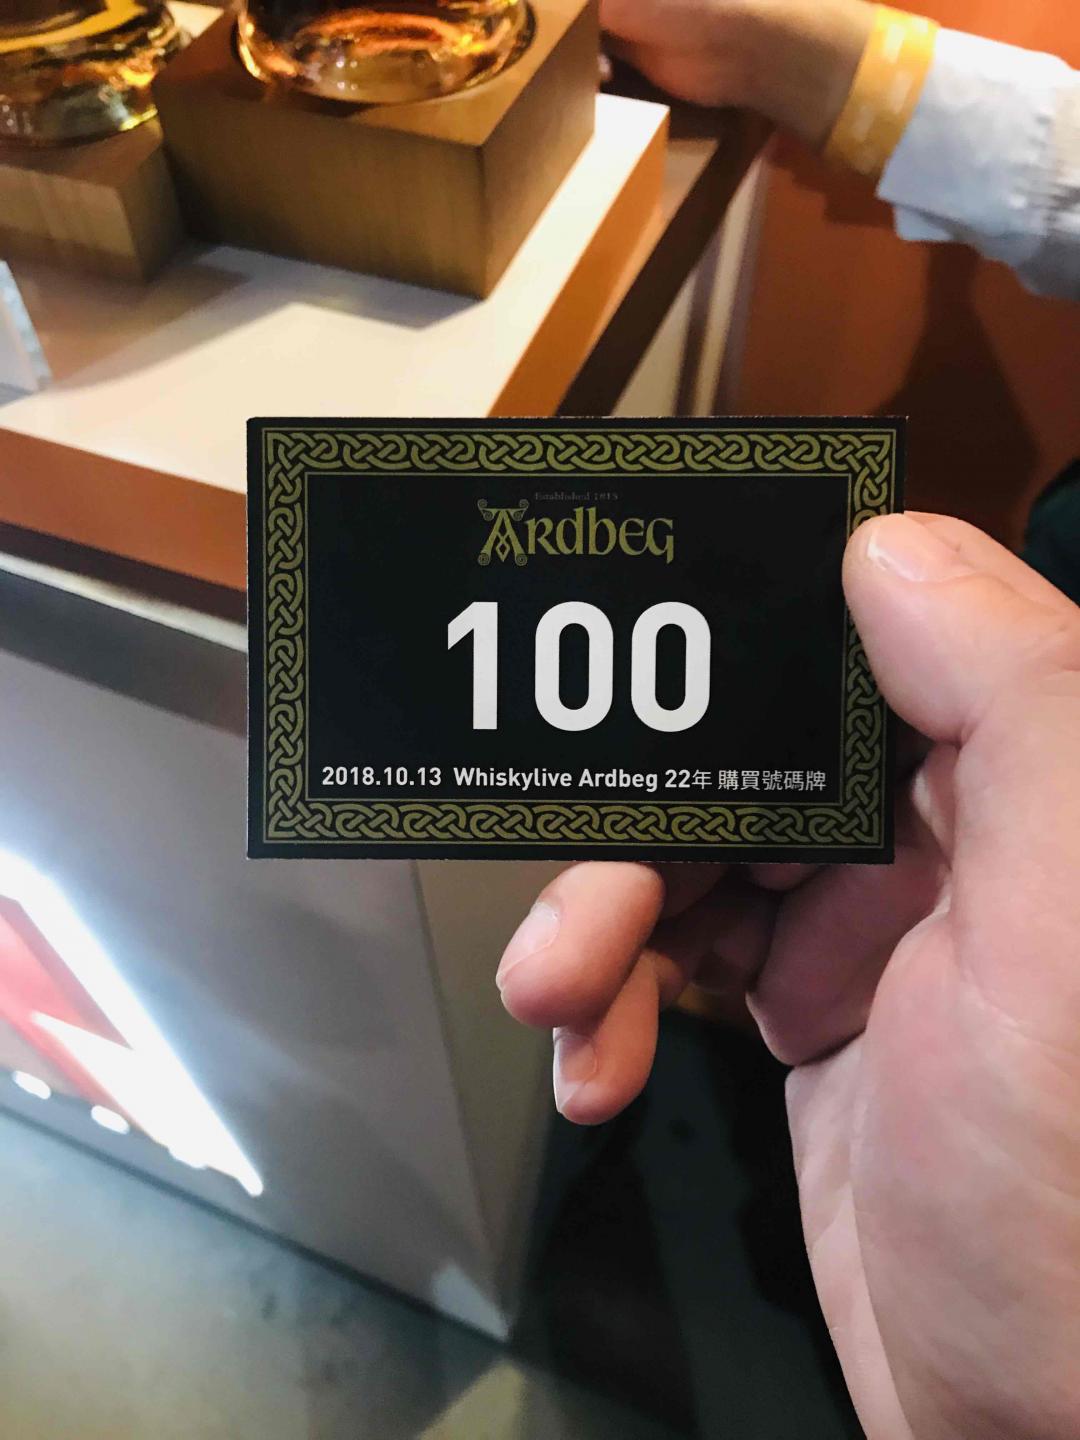 Established 1815
ARDBEG
100
2018.10.13 Whiskylive Ardbeg 22年 購買號碼牌